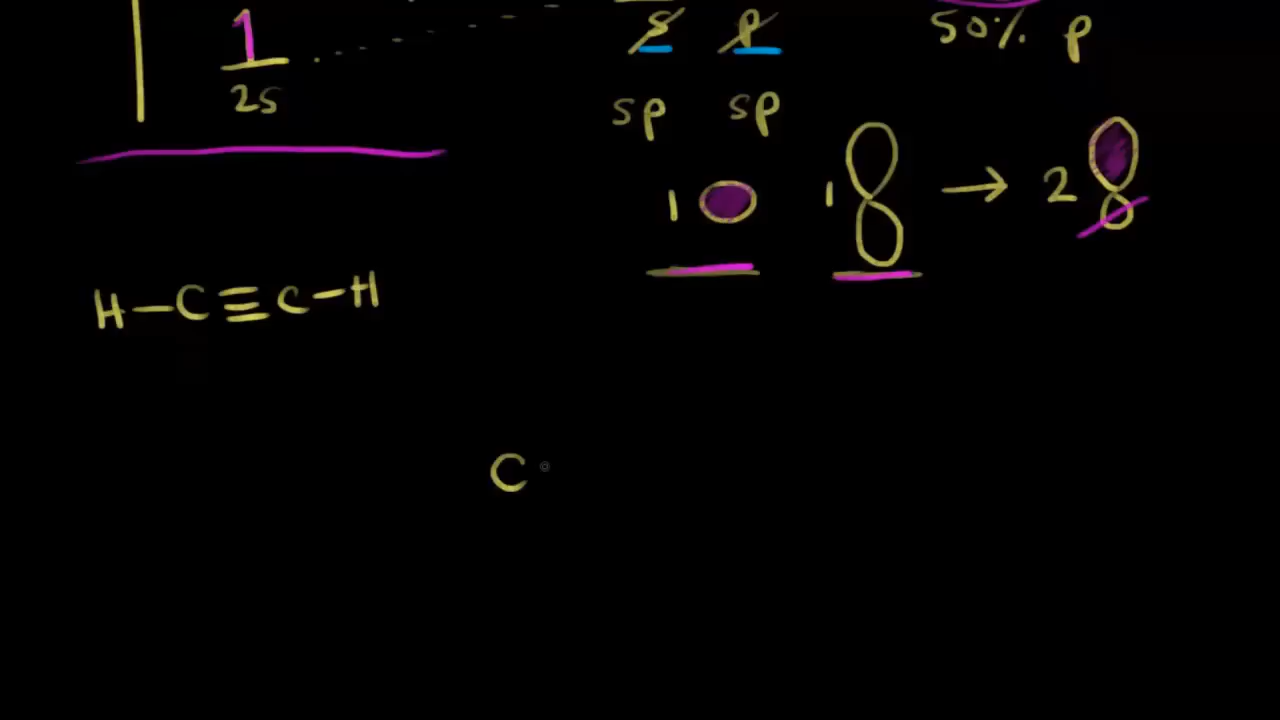 1
2s
s p
50% p
sp sp
1 1 → 2
H-C≡C-H
C